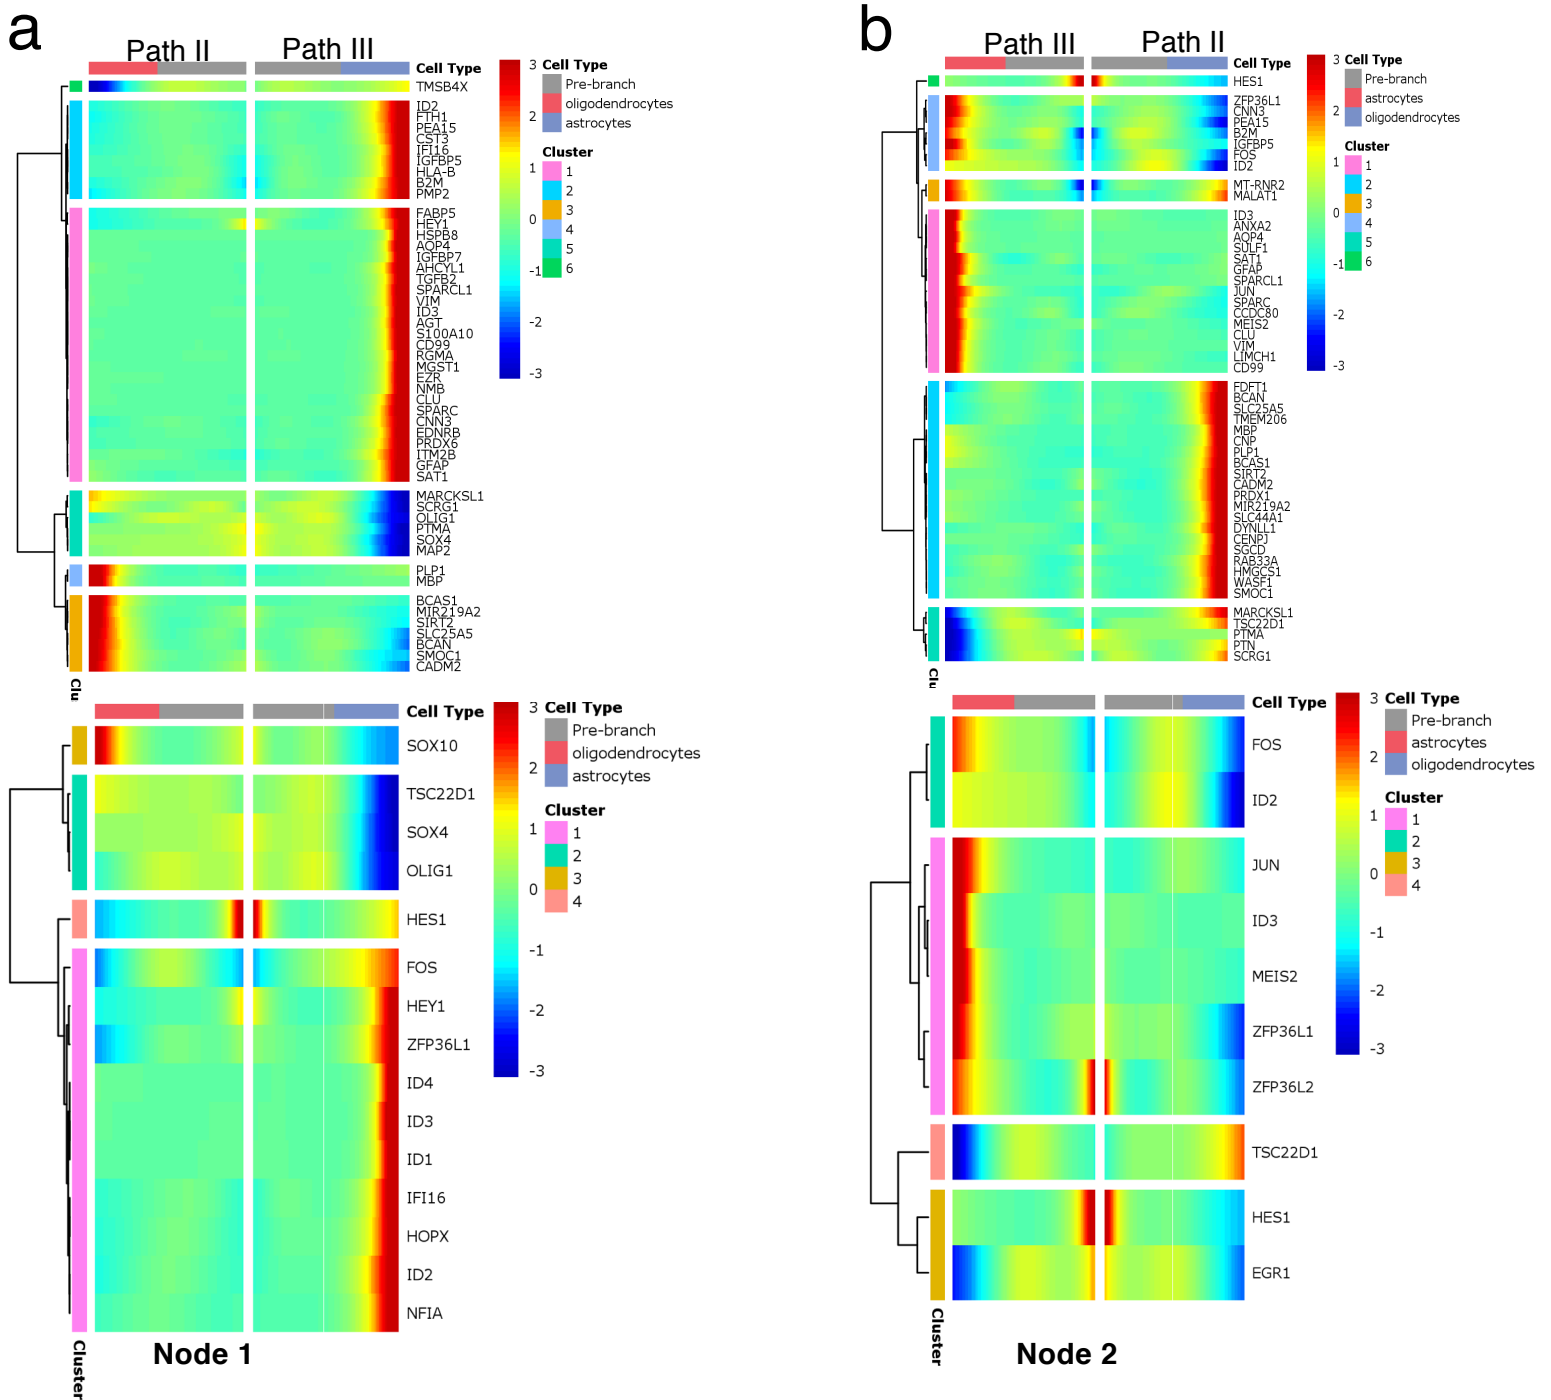 a
Path II
Path III
Cell Type
TMSB4X
ID2
FTH1
PEA15
CST3
IFI16
IGFBP5
HLA-B
B2M
PMP2
FABP5
HEY1
HSPB8
AQP4
IGFBP7
AHCYL1
TGFB2
SPARCL1
VIM
ID3
AGT
S100A10
CD99
RGMA
MGST1
EZR
NMB
CLU
SPARC
CNN3
EDNRB
PRDX6
ITM2B
GFAP
SAT1
MARCKSL1
SCRG1
OLIG1
PTMA
SOX4
MAP2
PLP1
MBP
BCAS1
MIR219A2
SIRT2
SLC25A5
BCAN
SMOC1
CADM2
Clu
3
2
1
0
-1
-2
-3
Cell Type
Pre-branch
oligodendrocytes
astrocytes
Cluster
1
2
3
4
5
6
Cell Type
SOX10
TSC22D1
SOX4
OLIG1
HES1
FOS
HEY1
ZFP36L1
ID4
ID3
ID1
IFI16
HOPX
ID2
NFIA
Cluster
3
2
1
0
-1
-2
-3
Cell Type
Pre-branch
oligodendrocytes
astrocytes
Cluster
1
2
3
4
Node 1
b
Path III
Path II
Cell Type
HES1
ZFP36L1
CNN3
PEA15
B2M
IGFBP5
FOS
ID2
MT-RNR2
MALAT1
ID3
ANXA2
AQP4
SULF1
SAT1
GFAP
SPARCL1
JUN
SPARC
CCDC80
MEIS2
CLU
VIM
LIMCH1
CD99
FDFT1
BCAN
SLC25A5
TMEM206
MBP
CNP
PLP1
BCAS1
SIRT2
CADM2
PRDX1
MIR219A2
SLC44A1
DYNLL1
CENPJ
SGCD
RAB33A
HMGCS1
WASF1
SMOC1
MARCKSL1
TSC22D1
PTMA
PTN
SCRG1
Clu
3
2
1
0
-1
-2
-3
Cell Type
Pre-branch
astrocytes
oligodendrocytes
Cluster
1
2
3
4
5
6
Cell Type
FOS
ID2
JUN
ID3
MEIS2
ZFP36L1
ZFP36L2
TSC22D1
HES1
EGR1
Cluster
3
2
1
0
-1
-2
-3
Cell Type
Pre-branch
astrocytes
oligodendrocytes
Cluster
1
2
3
4
Node 2